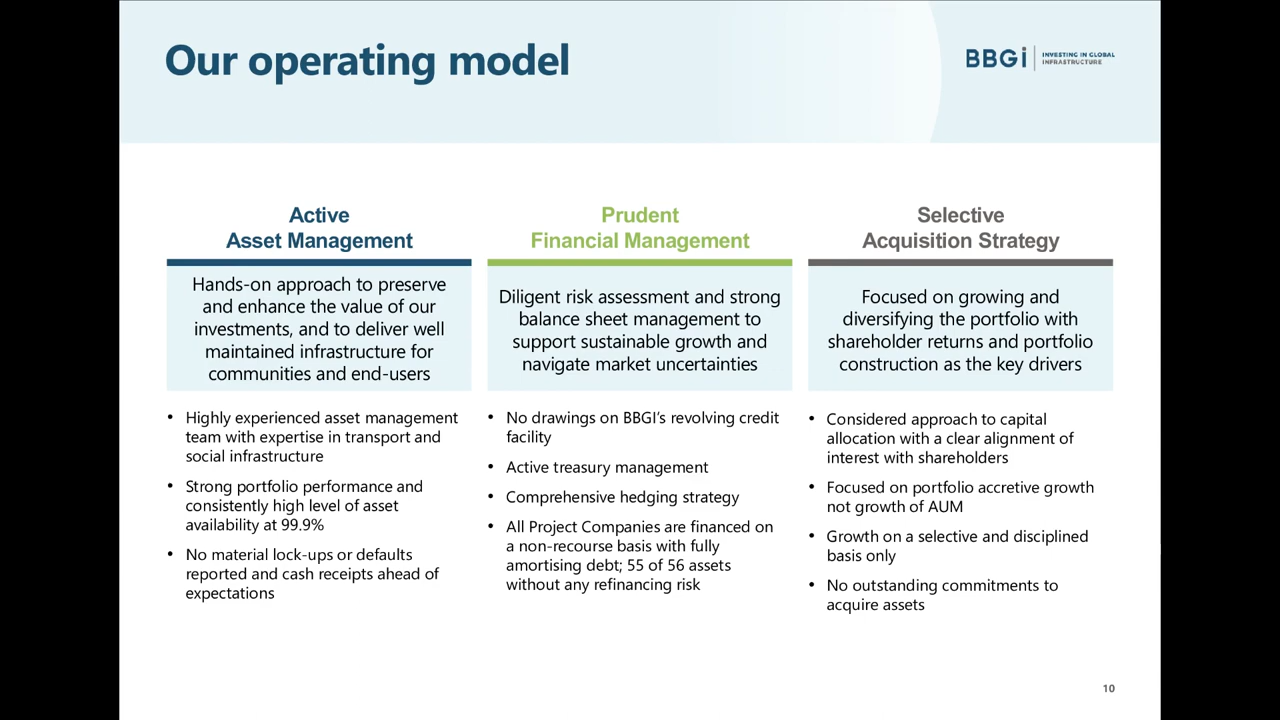 Our operating model
BBGi
INVESTING IN GLOBAL
INFRASTRUCTURE
Active
Asset Management
Hands-on approach to preserve
and enhance the value of our
investments, and to deliver well
maintained infrastructure for
communities and end-users
• Highly experienced asset management
team with expertise in transport and
social infrastructure
• Strong portfolio performance and
consistently high level of asset
availability at 99.9%
• No material lock-ups or defaults
reported and cash receipts ahead of
expectations
Prudent
Financial Management
Diligent risk assessment and strong
balance sheet management to
support sustainable growth and
navigate market uncertainties
• No drawings on BBGI's revolving credit
facility
• Active treasury management
• Comprehensive hedging strategy
• All Project Companies are financed on
a non-recourse basis with fully
amortising debt; 55 of 56 assets
without any refinancing risk
Selective
Acquisition Strategy
Focused on growing and
diversifying the portfolio with
shareholder returns and portfolio
construction as the key drivers
• Considered approach to capital
allocation with a clear alignment of
interest with shareholders
• Focused on portfolio accretive growth
not growth of AUM
• Growth on a selective and disciplined
basis only
• No outstanding commitments to
acquire assets
10